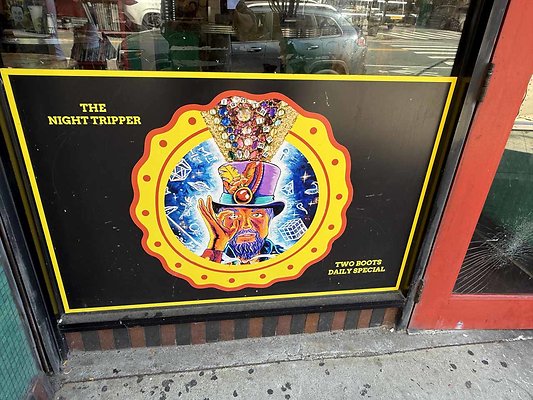 THE
NIGHT TRIPPER
TWO BOOTS
DAILY SPECIAL